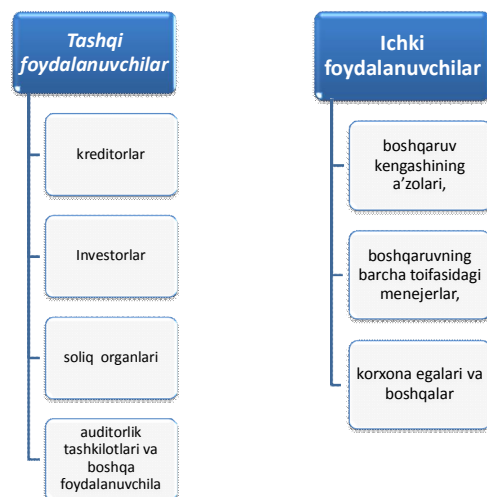 Tashqi
foydalanuvchilar
kreditorlar
Investorlar
soliq organlari
auditorlik
tashkilotlari va
boshqa
foydalanuvchila
Ichki
foydalanuvchilar
boshqaruv
kengashining
a’zolari,
boshqaruvning
barcha toifasidagi
menejerlar,
korxona egalari va
boshqalar